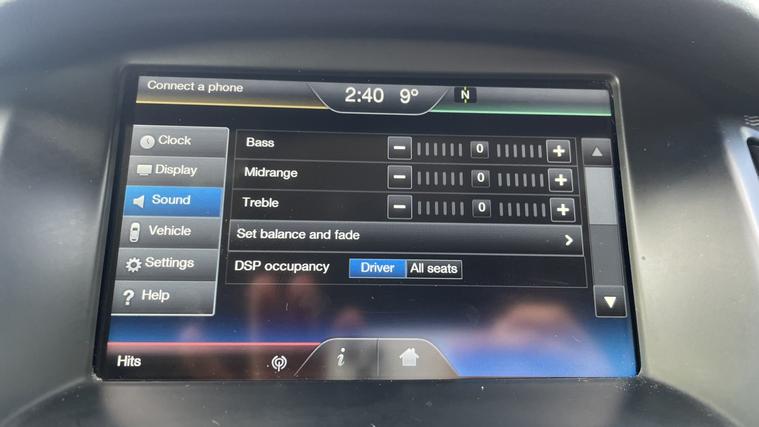 Connect a phone
2:40 9° N
Clock
Display
Sound
Vehicle
Settings
? Help
Bass − 0 +
Midrange − 0 +
Treble − 0 +
Set balance and fade >
DSP occupancy Driver All seats
Hits
i